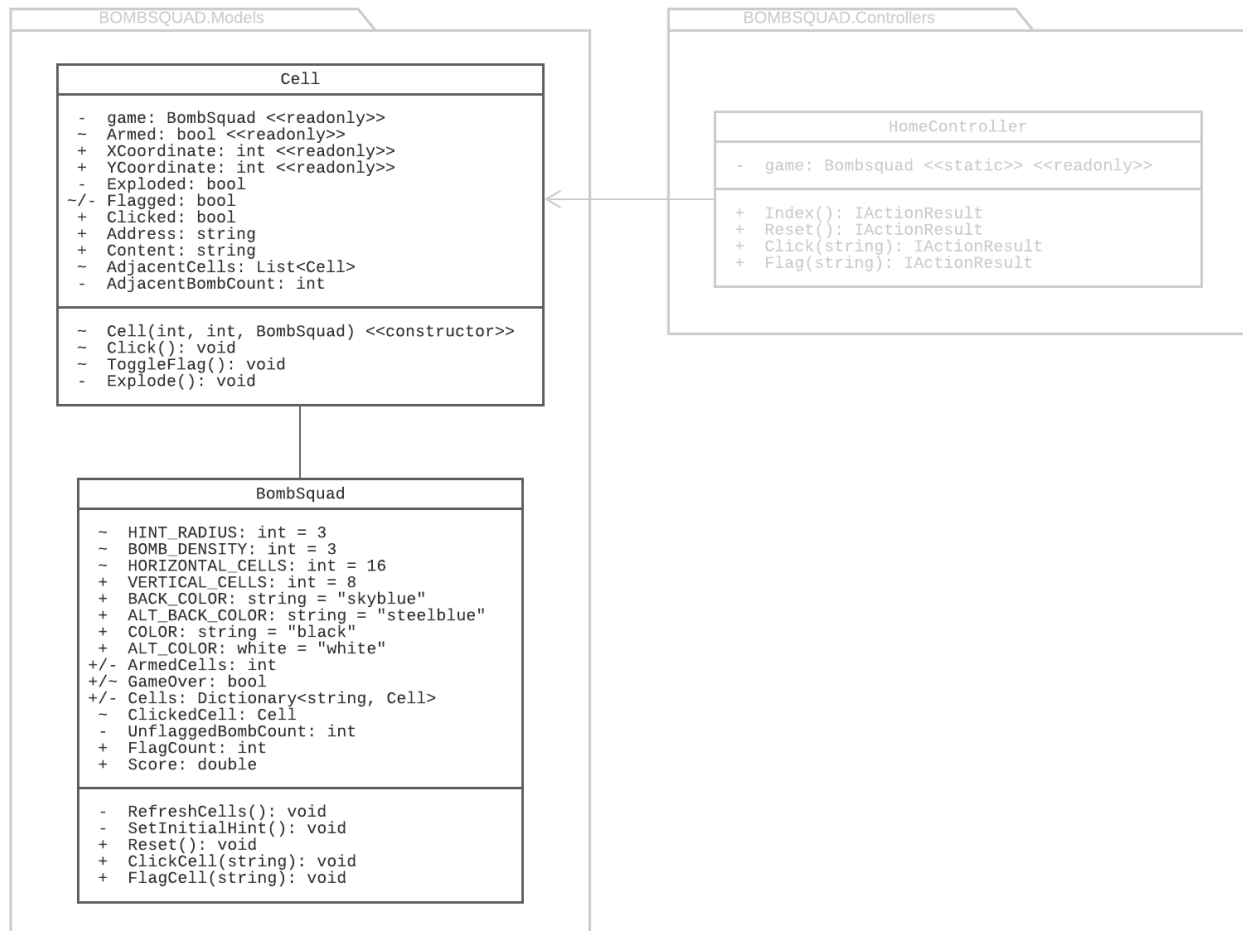 BOMBSQUAD.Models
Cell
- game: BombSquad <<readonly>>
~ Armed: bool <<readonly>>
+ XCoordinate: int <<readonly>>
+ YCoordinate: int <<readonly>>
- Exploded: bool
~/- Flagged: bool
+ Clicked: bool
+ Address: string
+ Content: string
~ AdjacentCells: List<Cell>
- AdjacentBombCount: int
~ Cell(int, int, BombSquad) <<constructor>>
~ Click(): void
~ ToggleFlag(): void
- Explode(): void
BombSquad
~ HINT_RADIUS: int = 3
~ BOMB_DENSITY: int = 3
~ HORIZONTAL_CELLS: int = 16
+ VERTICAL_CELLS: int = 8
+ BACK_COLOR: string = "skyblue"
+ ALT_BACK_COLOR: string = "steelblue"
+ COLOR: string = "black"
+ ALT_COLOR: white = "white"
+/- ArmedCells: int
+/~ GameOver: bool
+/- Cells: Dictionary<string, Cell>
~ ClickedCell: Cell
- UnflaggedBombCount: int
+ FlagCount: int
+ Score: double
- RefreshCells(): void
- SetInitialHint(): void
+ Reset(): void
+ ClickCell(string): void
+ FlagCell(string): void
BOMBSQUAD.Controllers
HomeController
- game: Bombsquad <<static>> <<readonly>>
+ Index(): IActionResult
+ Reset(): IActionResult
+ Click(string): IActionResult
+ Flag(string): IActionResult